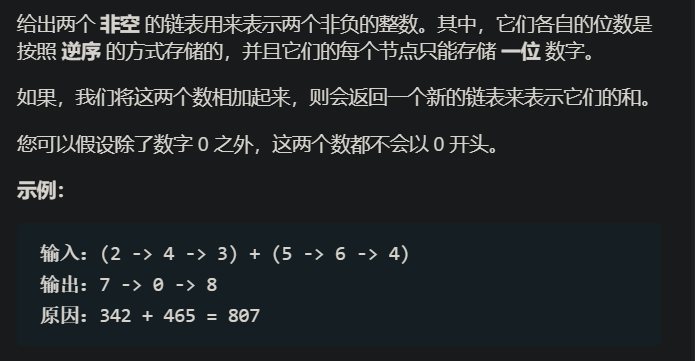 给出两个 非空 的链表用来表示两个非负的整数。其中，它们各自的位数是
按照 逆序 的方式存储的，并且它们的每个节点只能存储 一位 数字。
如果，我们将这两个数相加起来，则会返回一个新的链表来表示它们的和。
您可以假设除了数字 0 之外，这两个数都不会以 0 开头。
示例：
输入：(2 -> 4 -> 3) + (5 -> 6 -> 4)
输出：7 -> 0 -> 8
原因：342 + 465 = 807